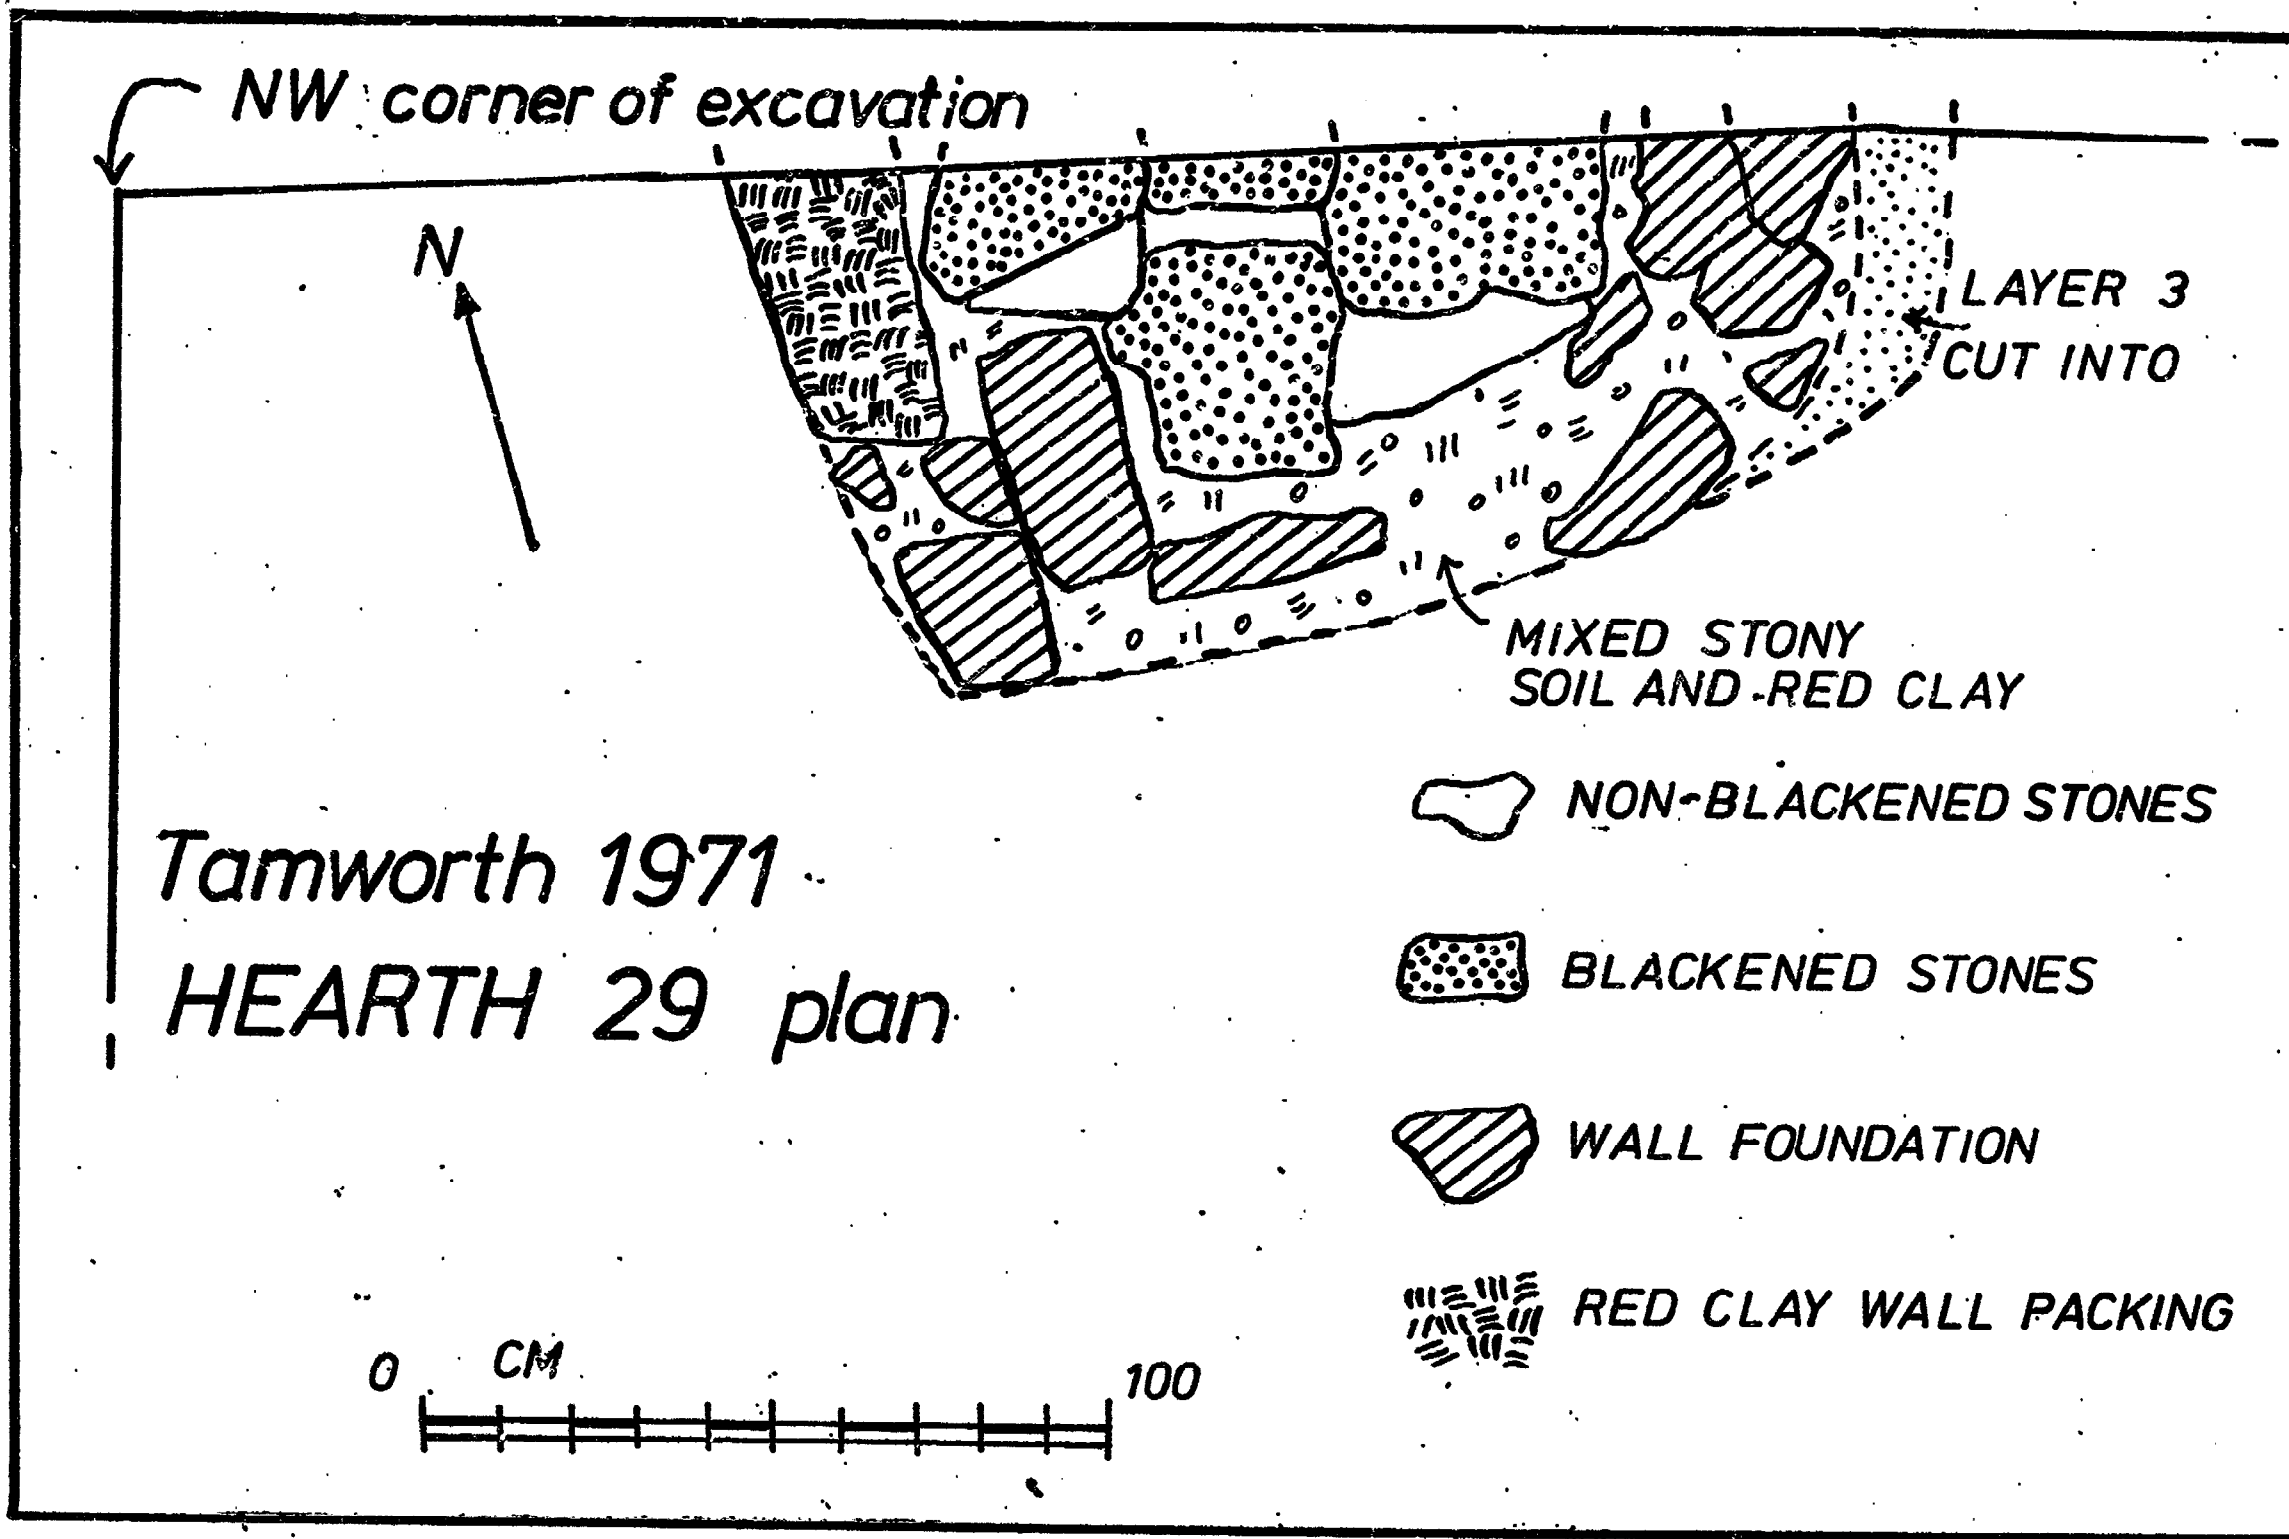 NW corner of excavation
N
LAYER 3
CUT INTO
MIXED STONY
SOIL AND RED CLAY
NON-BLACKENED STONES
Tamworth 1971
BLACKENED STONES
HEARTH 29 plan
WALL FOUNDATION
RED CLAY WALL PACKING
0 CM 100